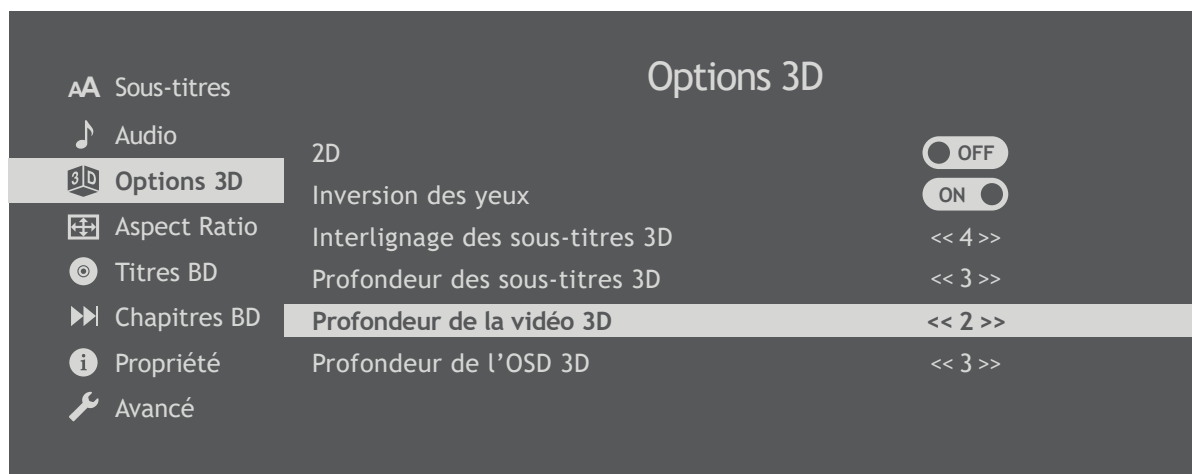 Options 3D
AA Sous-titres
Audio
3D Options 3D
Aspect Ratio
Titres BD
Chapitres BD
i Propriété
Avancé
2D OFF
Inversion des yeux ON
Interlignage des sous-titres 3D << 4 >>
Profondeur des sous-titres 3D << 3 >>
Profondeur de la vidéo 3D << 2 >>
Profondeur de l’OSD 3D << 3 >>